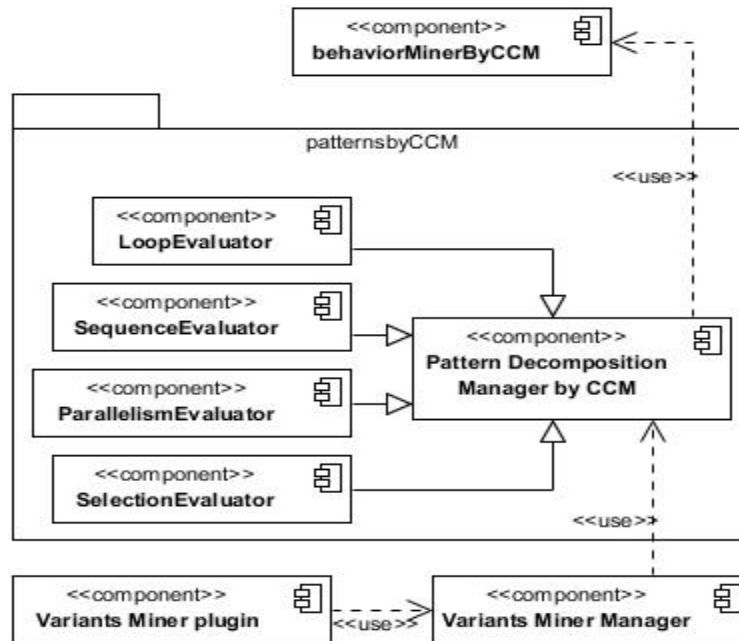 <<component>>
behaviorMinerByCCM
patternsbyCCM
<<use>>
<<component>>
LoopEvaluator
<<component>>
SequenceEvaluator
<<component>>
Pattern Decomposition
Manager by CCM
<<component>>
ParallelismEvaluator
<<component>>
SelectionEvaluator
<<use>>
<<component>>
Variants Miner plugin
<<use>>
<<component>>
Variants Miner Manager